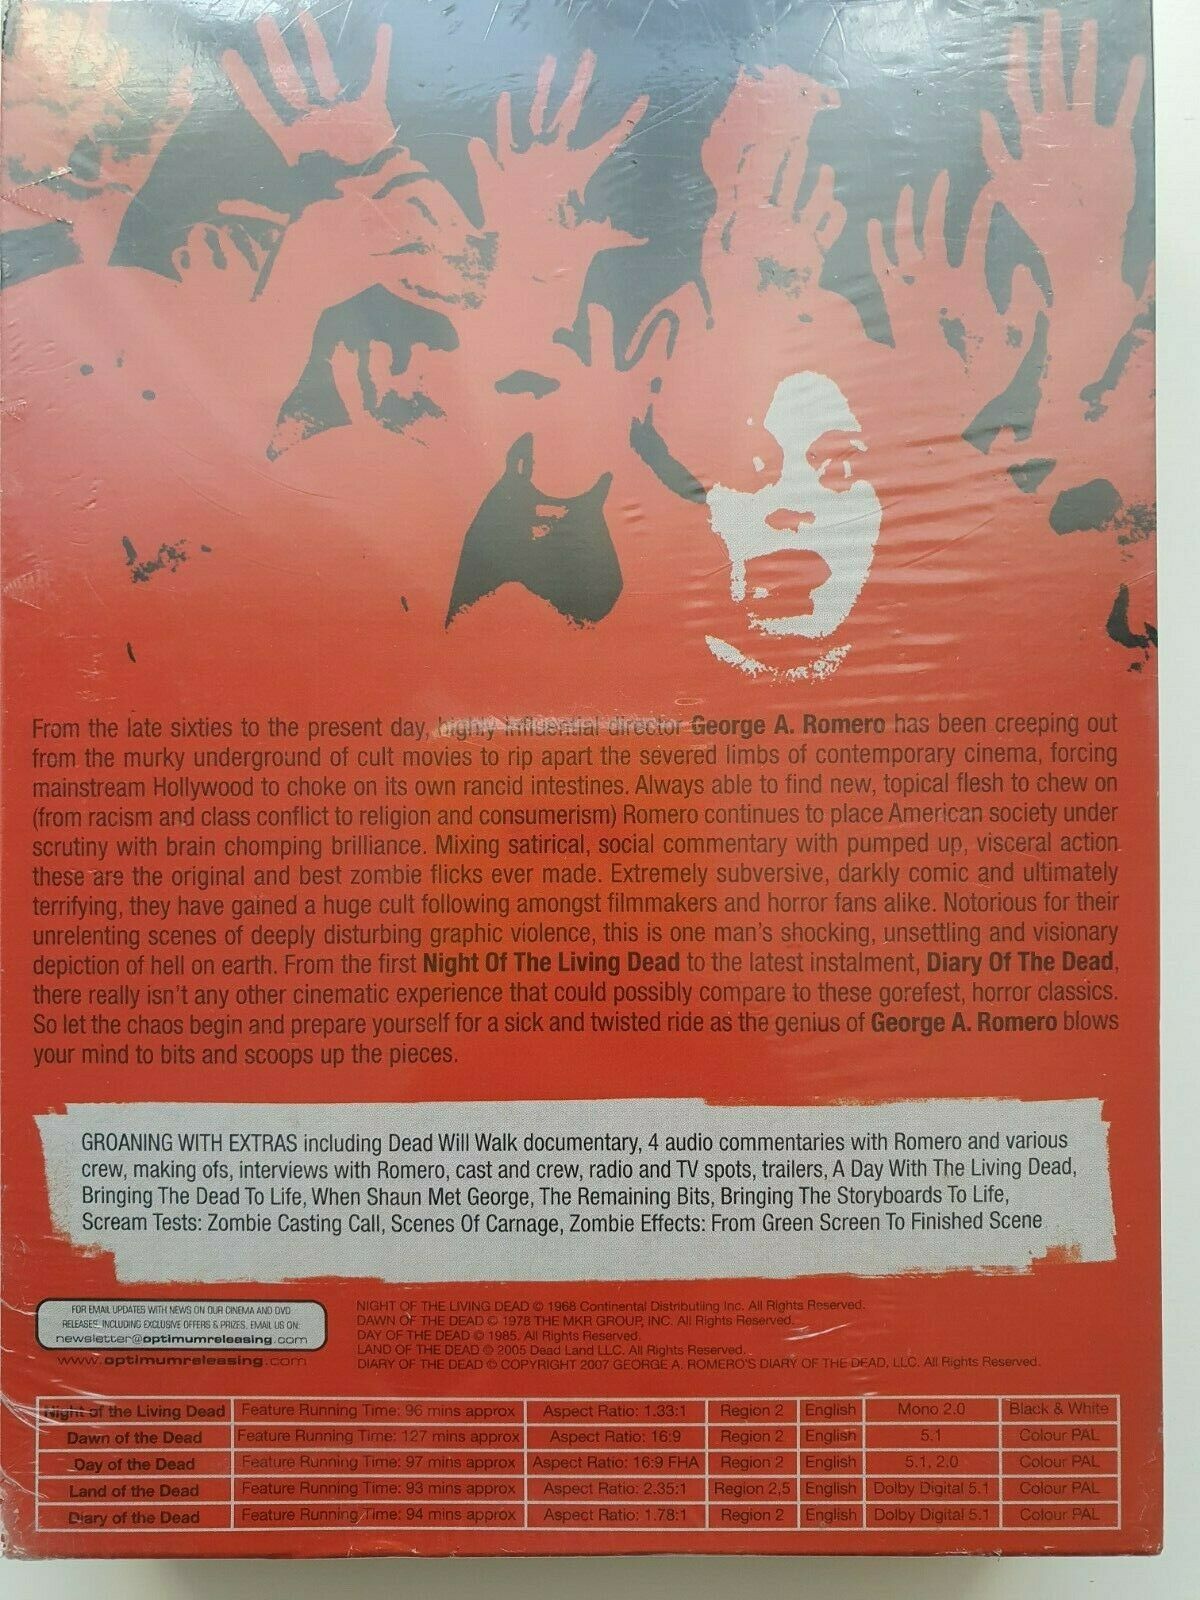 From the late sixties to the present day, highly influential director George A. Romero has been creeping out
from the murky underground of cult movies to rip apart the severed limbs of contemporary cinema, forcing
mainstream Hollywood to choke on its own rancid intestines. Always able to find new, topical flesh to chew on
(from racism and class conflict to religion and consumerism) Romero continues to place American society under
scrutiny with brain chomping brilliance. Mixing satirical, social commentary with pumped up, visceral action
these are the original and best zombie flicks ever made. Extremely subversive, darkly comic and ultimately
terrifying, they have gained a huge cult following amongst filmmakers and horror fans alike. Notorious for their
unrelenting scenes of deeply disturbing graphic violence, this is one man's shocking, unsettling and visionary
depiction of hell on earth. From the first Night Of The Living Dead to the latest instalment, Diary Of The Dead,
there really isn't any other cinematic experience that could possibly compare to these gorefest, horror classics.
So let the chaos begin and prepare yourself for a sick and twisted ride as the genius of George A. Romero blows
your mind to bits and scoops up the pieces.
GROANING WITH EXTRAS including Dead Will Walk documentary, 4 audio commentaries with Romero and various
crew, making ofs, interviews with Romero, cast and crew, radio and TV spots, trailers, A Day With The Living Dead,
Bringing The Dead To Life, When Shaun Met George, The Remaining Bits, Bringing The Storyboards To Life,
Scream Tests: Zombie Casting Call, Scenes Of Carnage, Zombie Effects: From Green Screen To Finished Scene
FOR EMAIL UPDATES WITH NEWS ON OUR CINEMA AND DVD
RELEASES, INCLUDING EXCLUSIVE OFFERS & PRIZES, EMAIL US ON:
newsletter@optimumreleasing.com
www.optimumreleasing.com
NIGHT OF THE LIVING DEAD © 1968 Continental Distributiing Inc. All Rights Reserved.
DAWN OF THE DEAD © 1978 THE MKR GROUP, INC. All Rights Reserved.
DAY OF THE DEAD © 1985. All Rights Reserved.
LAND OF THE DEAD © 2005 Dead Land LLC. All Rights Reserved.
DIARY OF THE DEAD © COPYRIGHT 2007 GEORGE A. ROMERO'S DIARY OF THE DEAD, LLC. All Rights Reserved.
Night of the Living Dead Feature Running Time: 96 mins approx Aspect Ratio: 1.33:1 Region 2 English Mono 2.0 Black & White
Dawn of the Dead Feature Running Time: 127 mins approx Aspect Ratio: 16:9 Region 2 English 5.1 Colour PAL
Day of the Dead Feature Running Time: 97 mins approx Aspect Ratio: 16:9 FHA Region 2 English 5.1, 2.0 Colour PAL
Land of the Dead Feature Running Time: 93 mins approx Aspect Ratio: 2.35:1 Region 2,5 English Dolby Digital 5.1 Colour PAL
Diary of the Dead Feature Running Time: 94 mins approx Aspect Ratio: 1.78:1 Region 2 English Dolby Digital 5.1 Colour PAL